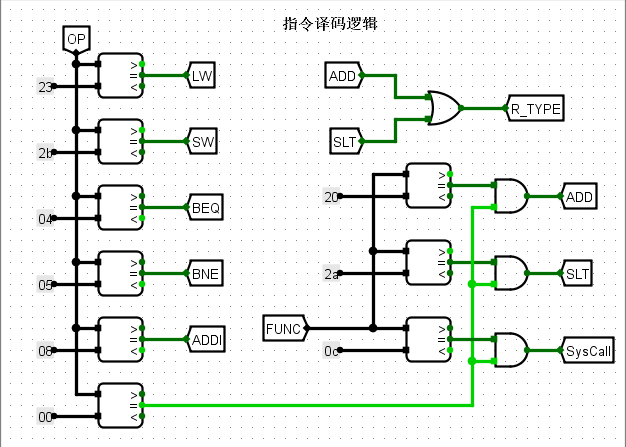 指令译码逻辑
OP
23
> = <
LW
2b
> = <
SW
04
> = <
BEQ
05
> = <
BNE
08
> = <
ADDI
00
> = <
ADD
SLT
R_TYPE
20
> = <
ADD
2a
> = <
SLT
FUNC
0c
> = <
SysCall